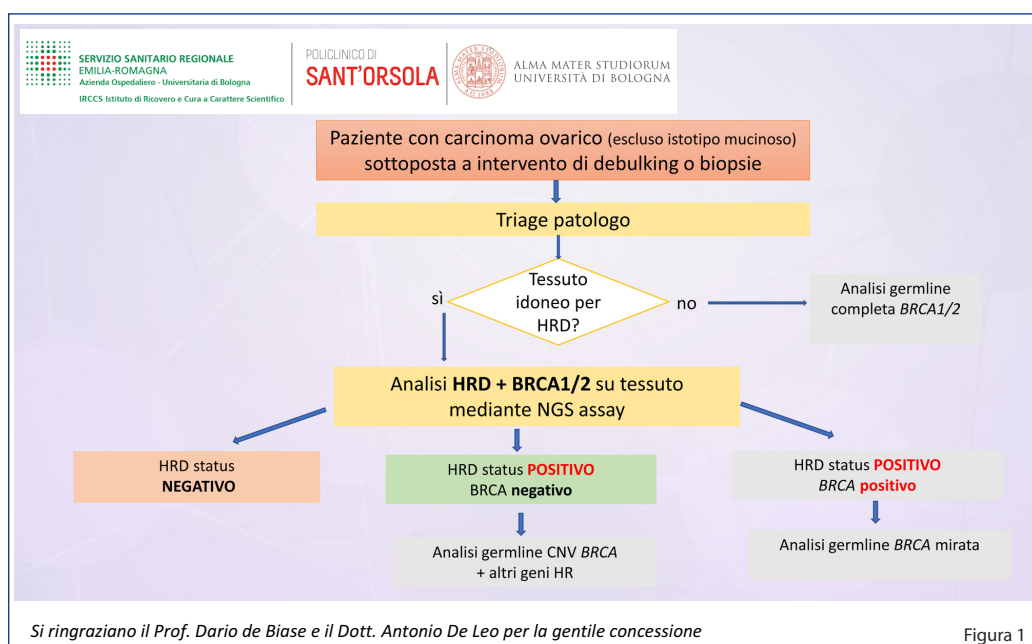 SERVIZIO SANITARIO REGIONALE
EMILIA-ROMAGNA
Azienda Ospedaliero - Universitaria di Bologna
IRCCS Istituto di Ricovero e Cura a Carattere Scientifico
POLICLINICO DI
SANT'ORSOLA
ALMA MATER STUDIORUM
UNIVERSITÀ DI BOLOGNA
Paziente con carcinoma ovarico (escluso istotipo mucinoso)
sottoposta a intervento di debulking o biopsie
Triage patologo
Tessuto
idoneo per
HRD?
sì
no
Analisi germline
completa BRCA1/2
Analisi HRD + BRCA1/2 su tessuto
mediante NGS assay
HRD status
NEGATIVO
HRD status POSITIVO
BRCA negativo
HRD status POSITIVO
BRCA positivo
Analisi germline CNV BRCA
+ altri geni HR
Analisi germline BRCA mirata
Si ringraziano il Prof. Dario de Biase e il Dott. Antonio De Leo per la gentile concessione
Figura 1